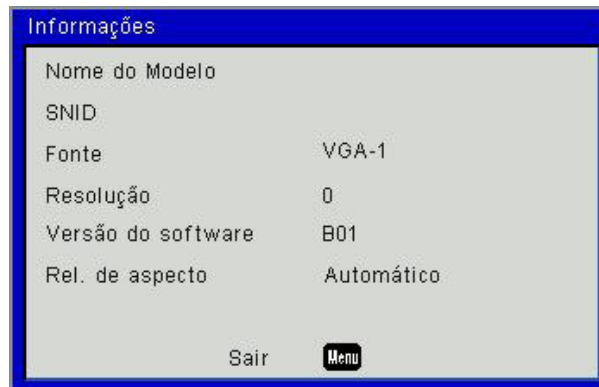 Informações
Nome do Modelo
SNID
Fonte VGA-1
Resolução 0
Versão do software B01
Rel. de aspecto Automático
Sair Menu